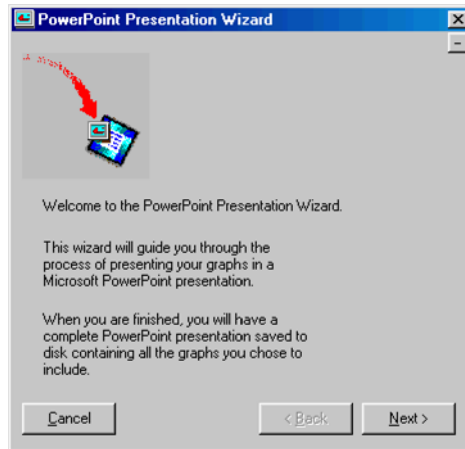 PowerPoint Presentation Wizard
Welcome to the PowerPoint Presentation Wizard.
This wizard will guide you through the
process of presenting your graphs in a
Microsoft PowerPoint presentation.
When you are finished, you will have a
complete PowerPoint presentation saved to
disk containing all the graphs you chose to
include.
Cancel < Back Next >